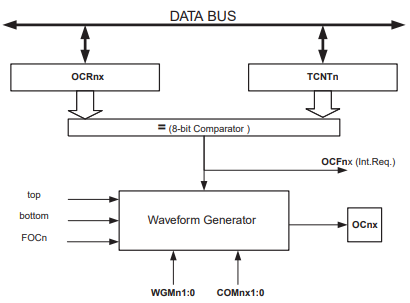 DATA BUS
OCRnx
TCNTn
= (8-bit Comparator )
OCFnx (Int.Req.)
top
bottom
FOCn
Waveform Generator
OCnx
WGMn1:0
COMnx1:0